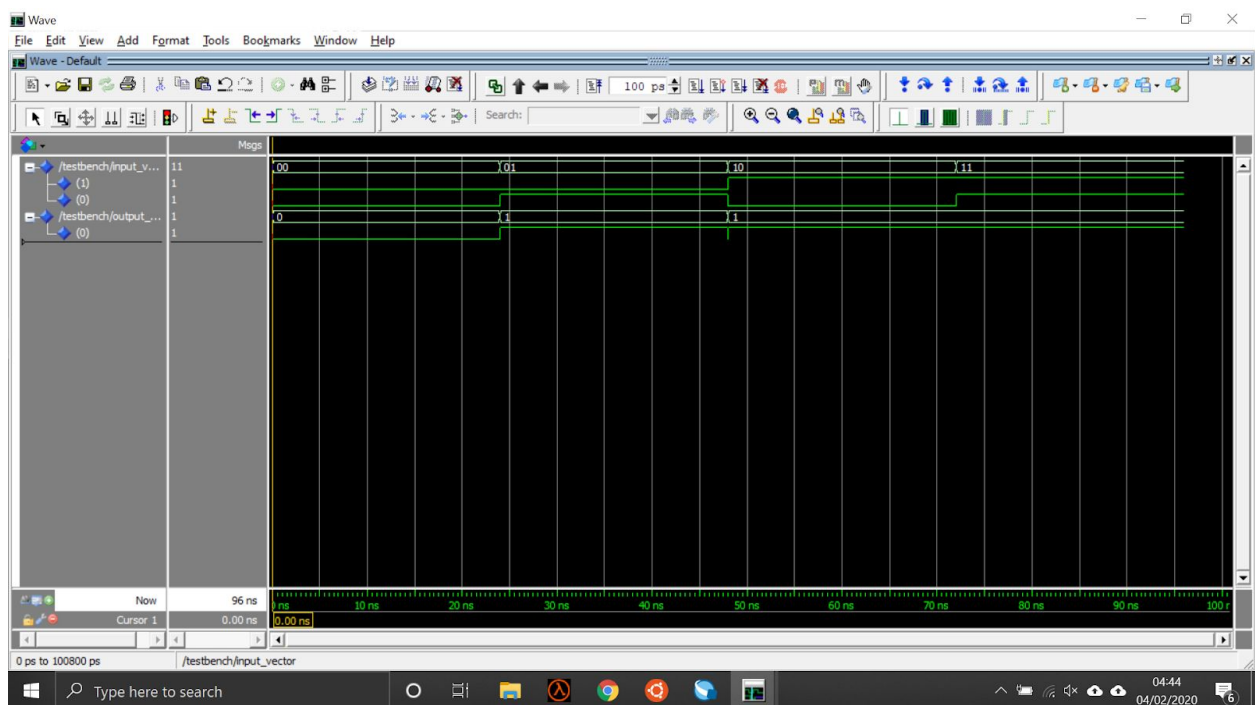 Wave
File Edit View Add Format Tools Bookmarks Window Help
Wave - Default
100 ps
Search:
Msgs
/testbench/input_v... 11 00 01 10 11
(1) 1
(0) 1
/testbench/output_... 1 0 1 1
(0) 1
Now 96 ns ns 10 ns 20 ns 30 ns 40 ns 50 ns 60 ns 70 ns 80 ns 90 ns 100
Cursor 1 0.00 ns 0.00 ns
0 ps to 100800 ps /testbench/input_vector
Type here to search 04:44
04/02/2020 6